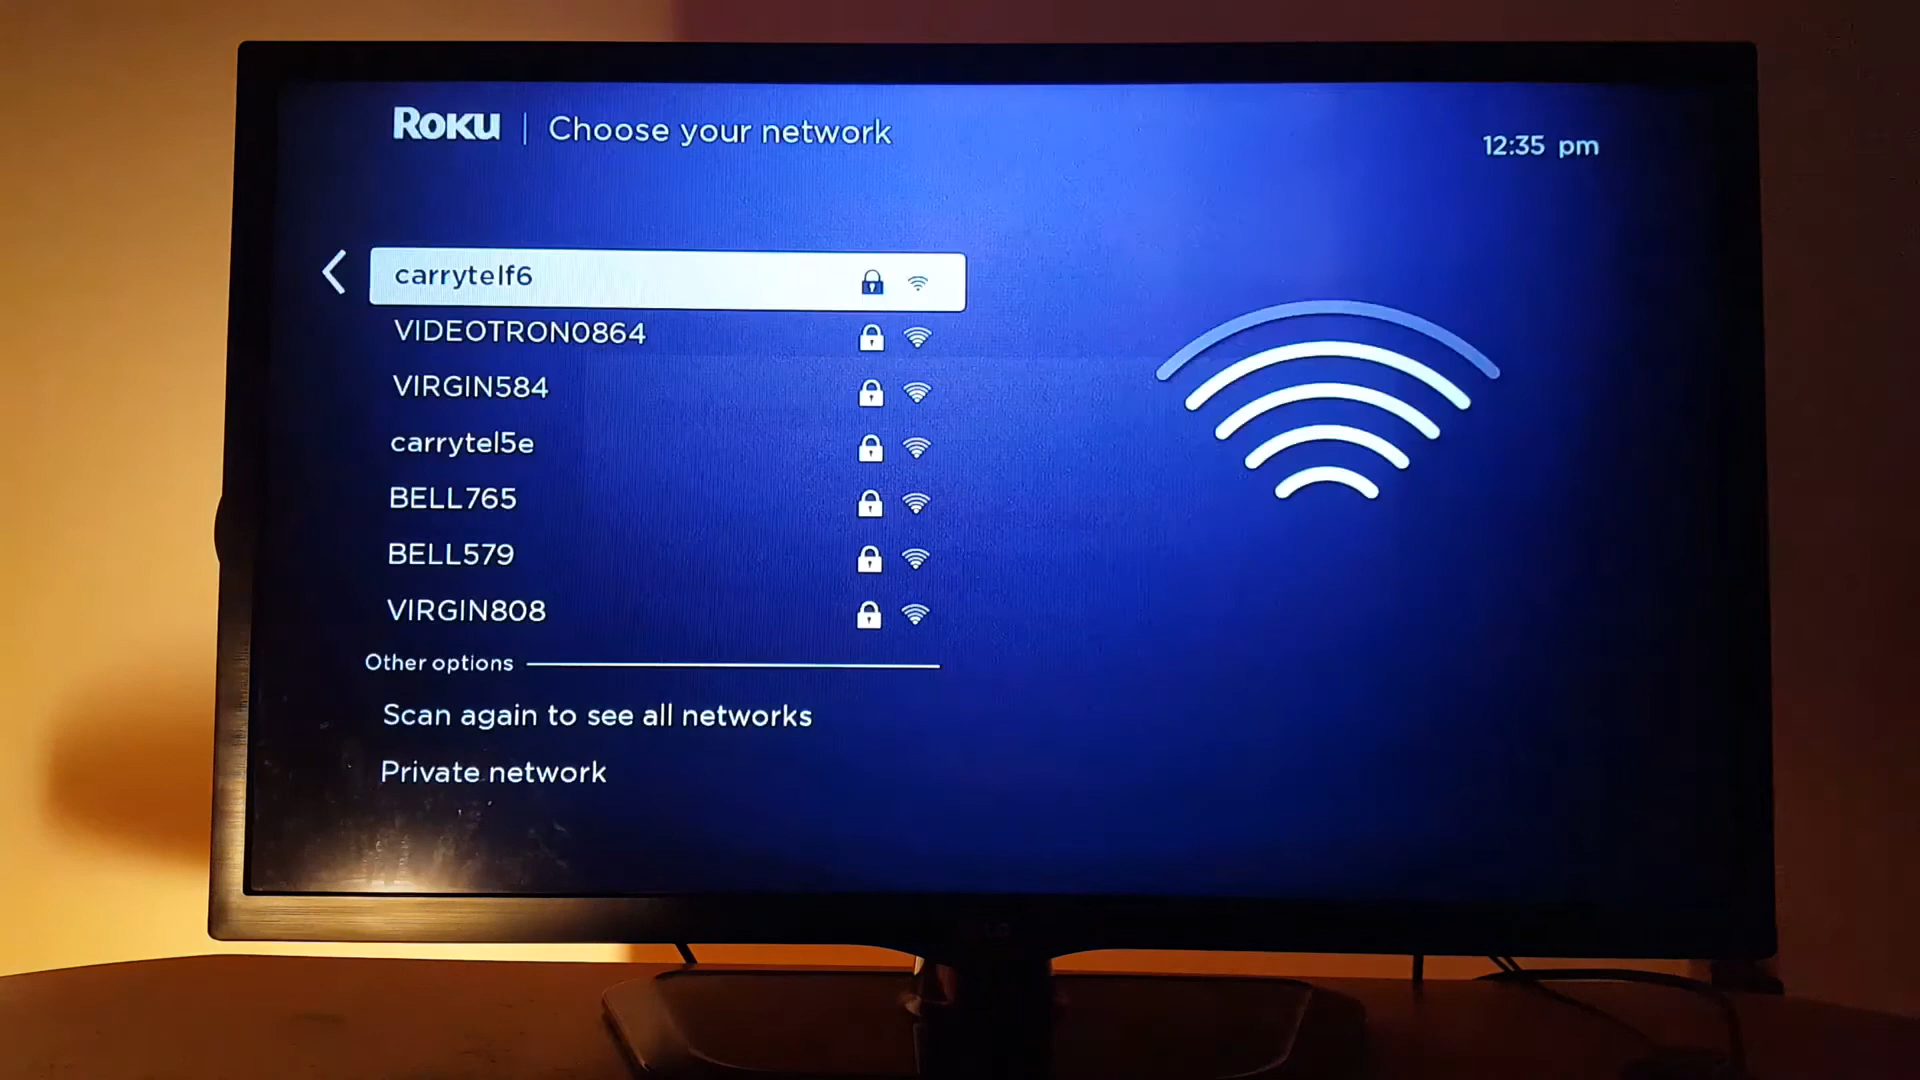 ROKU | Choose your network
12:35 pm
carrytelf6
VIDEOTRON0864
VIRGIN584
carrytel5e
BELL765
BELL579
VIRGIN808
Other options
Scan again to see all networks
Private network